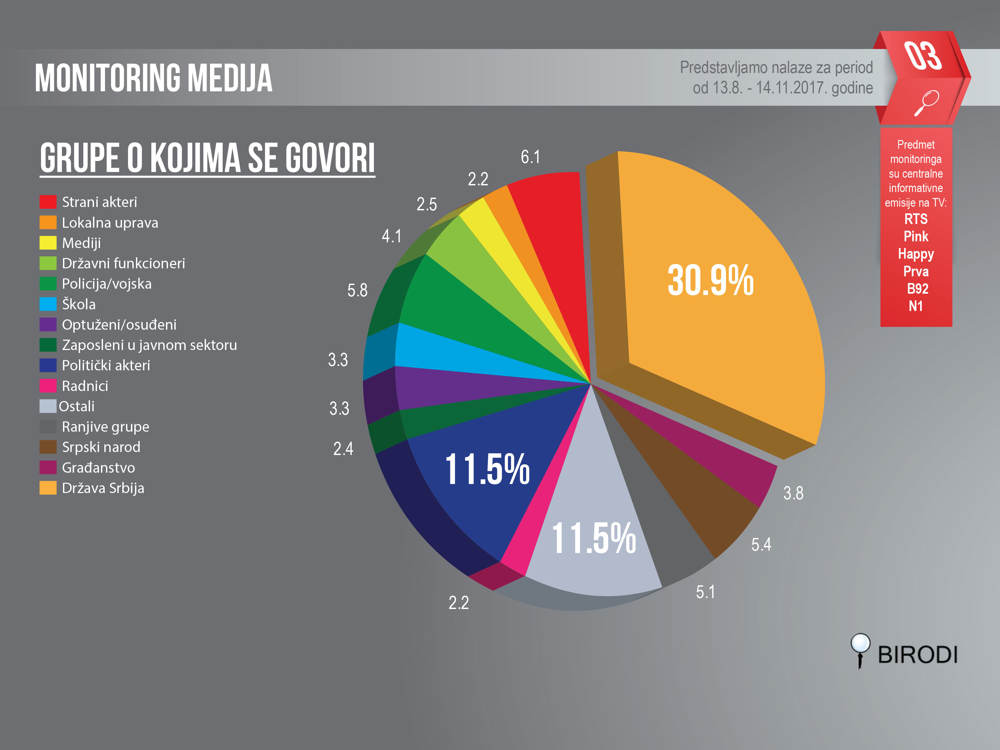 MONITORING MEDIJA
Predstavljamo nalaze za period
od 13.8. - 14.11.2017. godine
03
Predmet
monitoringa
su centralne
informativne
emisije na TV:
RTS
Pink
Happy
Prva
B92
N1
GRUPE O KOJIMA SE GOVORI
Strani akteri
Lokalna uprava
Mediji
Državni funkcioneri
Policija/vojska
Škola
Optuženi/osuđeni
Zaposleni u javnom sektoru
Politički akteri
Radnici
Ostali
Ranjive grupe
Srpski narod
Građanstvo
Država Srbija
6.1
2.2
2.5
4.1
5.8
3.3
3.3
2.4
11.5%
2.2
11.5%
5.1
5.4
3.8
30.9%
BIRODI